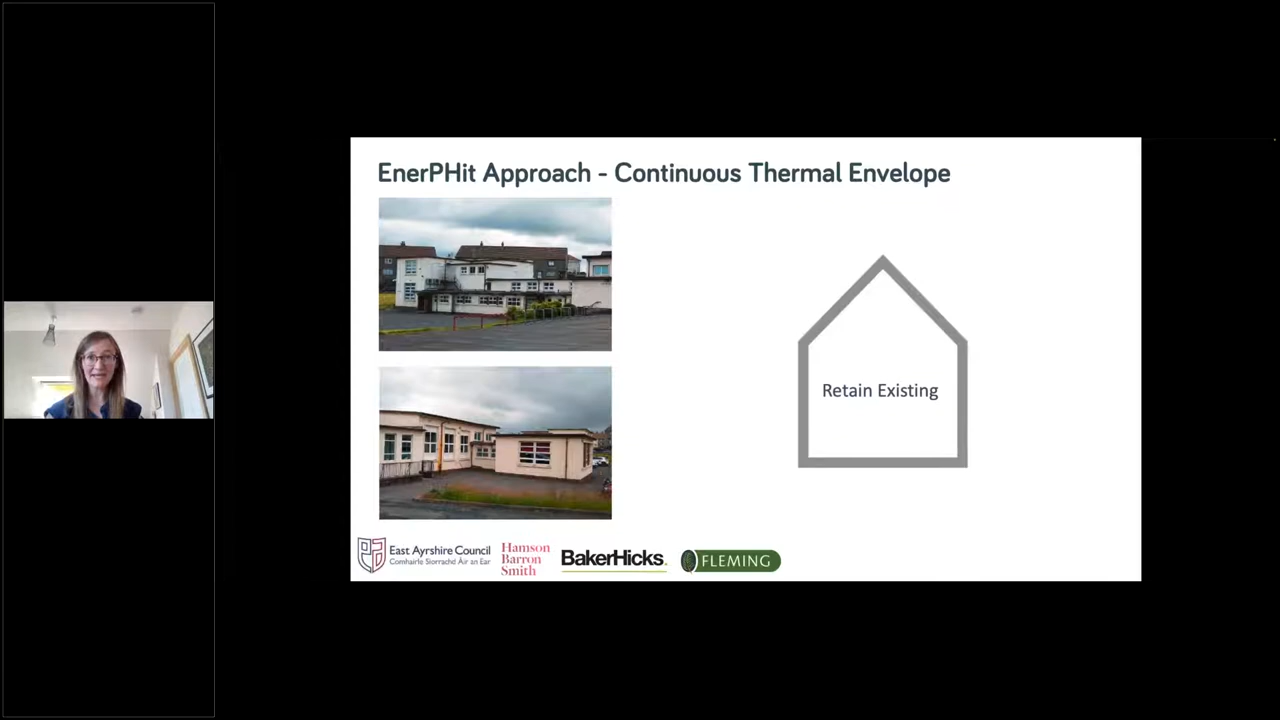 EnerPHit Approach - Continuous Thermal Envelope
Retain Existing
East Ayrshire Council
Comhairle Siorrachd Àir an Ear
Hamson
Barron
Smith
BakerHicks.
FLEMING